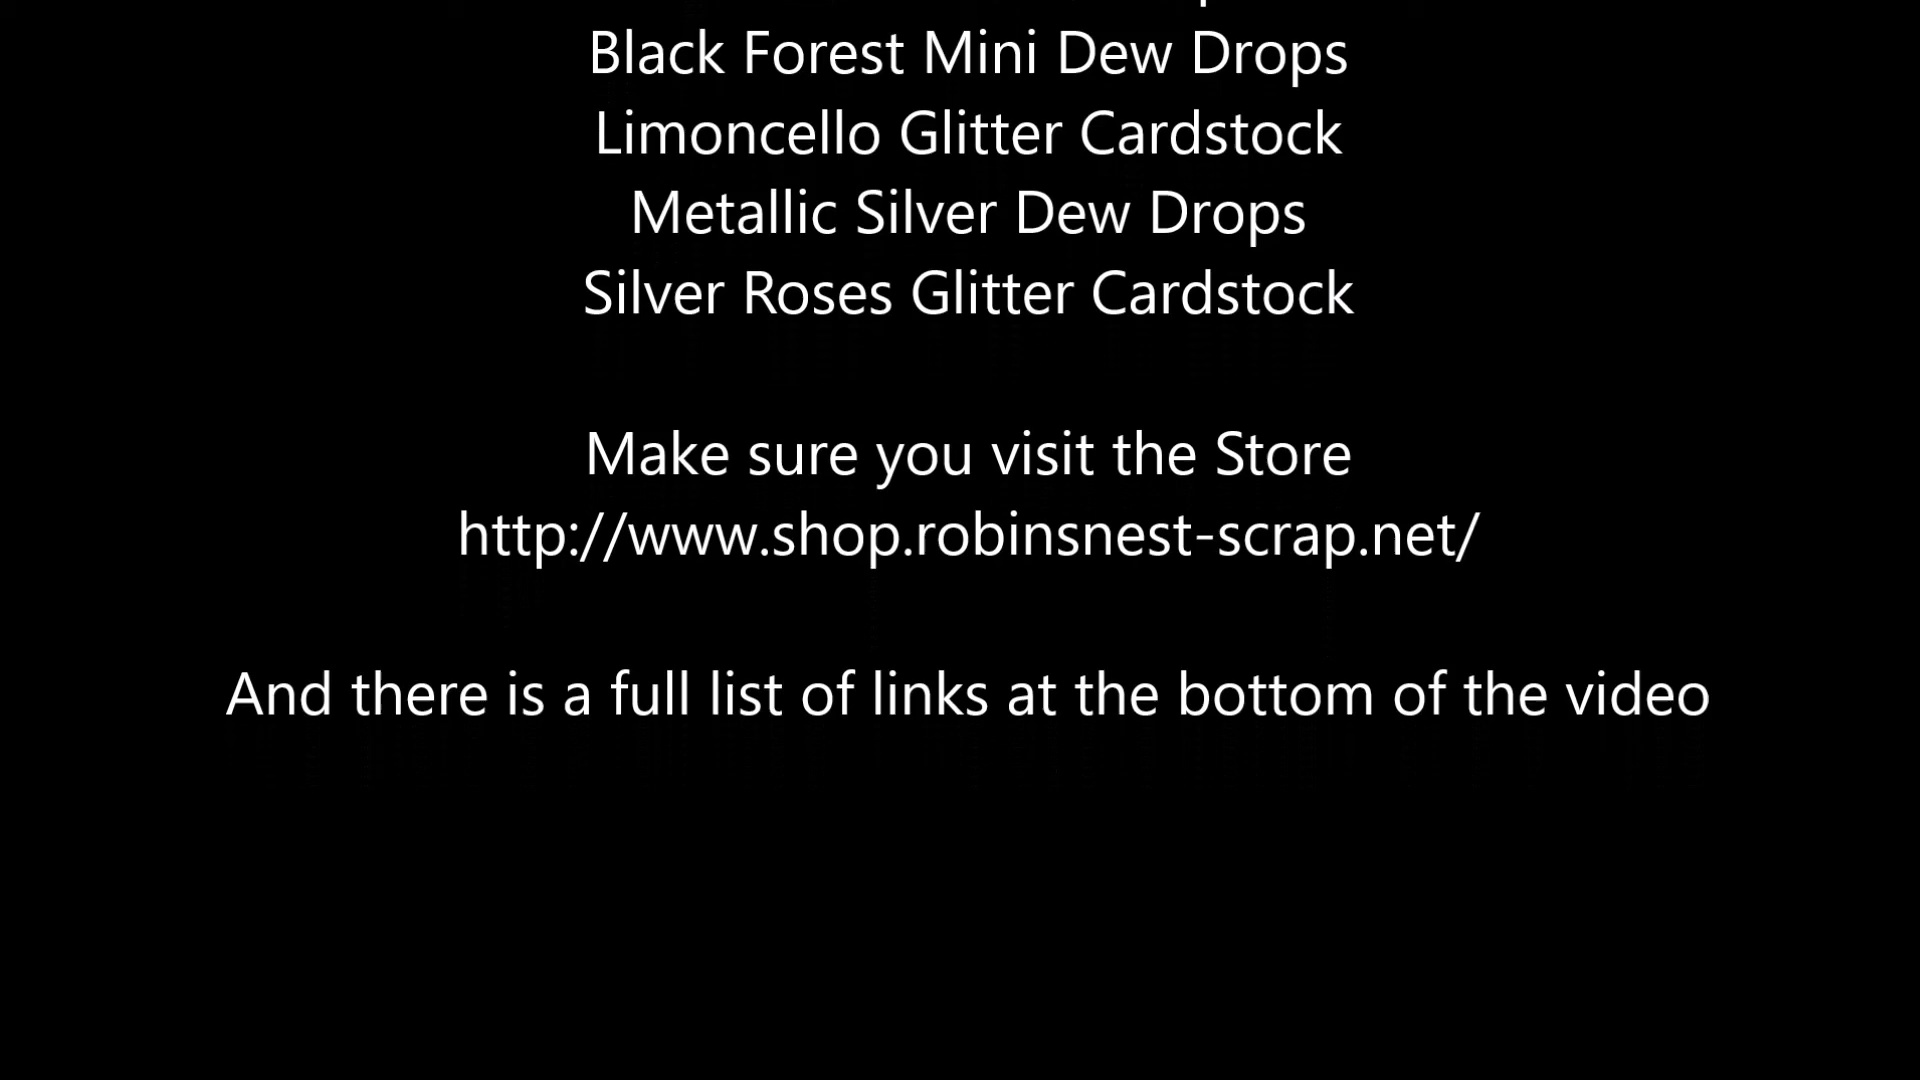 Black Forest Mini Dew Drops
Limoncello Glitter Cardstock
Metallic Silver Dew Drops
Silver Roses Glitter Cardstock
Make sure you visit the Store
http://www.shop.robinsnest-scrap.net/
And there is a full list of links at the bottom of the video